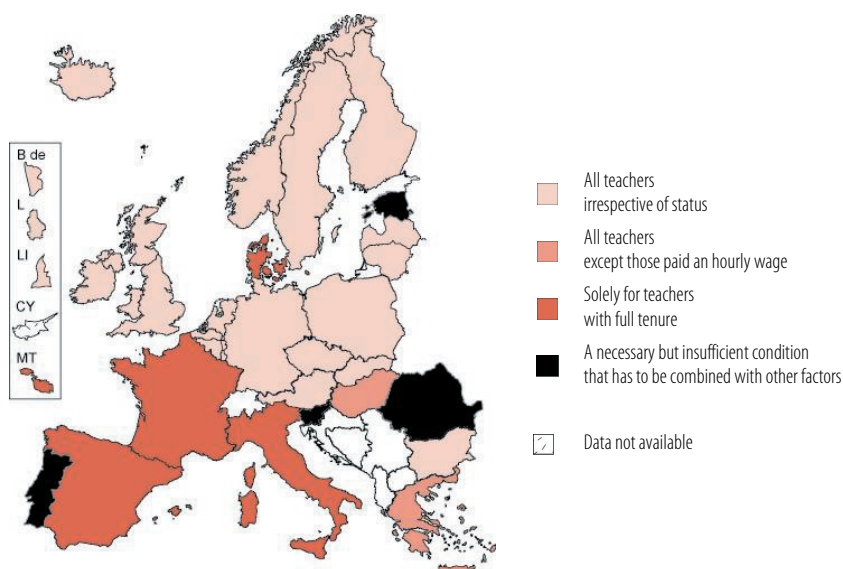 B de
L
LI
CY
MT
All teachers
irrespective of status
All teachers
except those paid an hourly wage
Solely for teachers
with full tenure
A necessary but insufficient condition
that has to be combined with other factors
Data not available